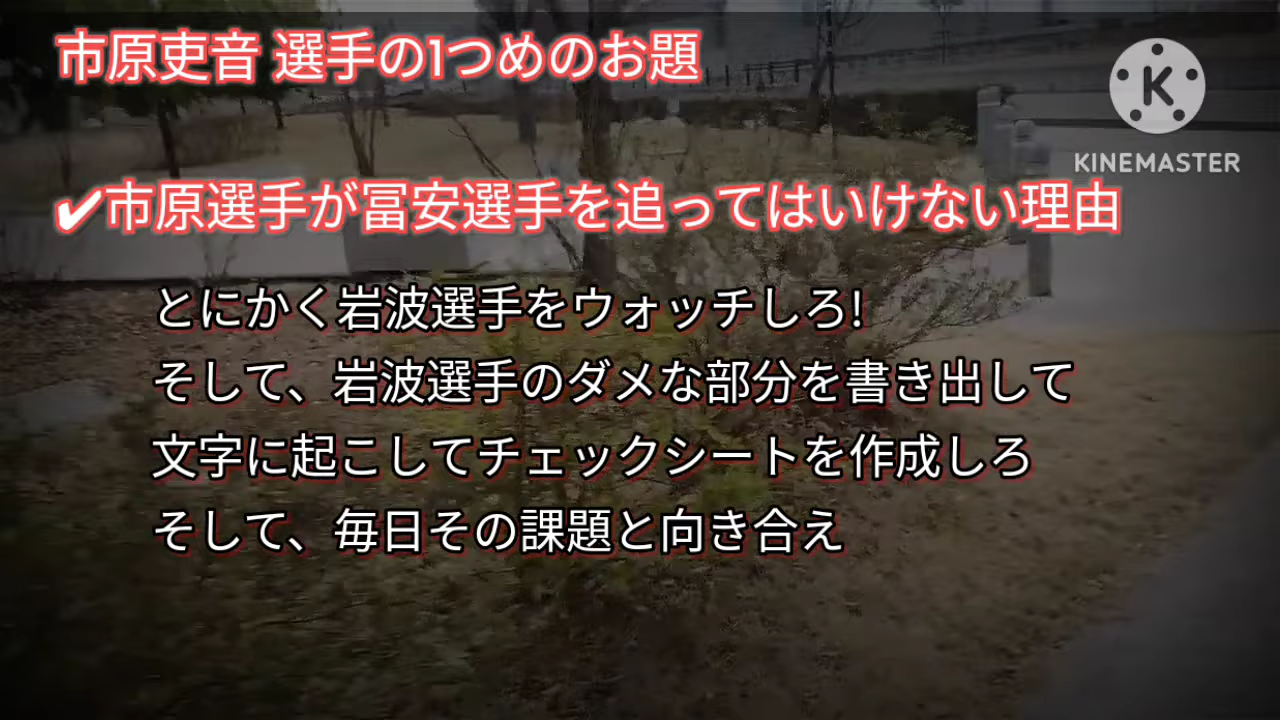 市原吏音 選手の1つめのお題
KINEMASTER
✔市原選手が冨安選手を追ってはいけない理由
とにかく岩波選手をウォッチしろ!
そして、岩波選手のダメな部分を書き出して
文字に起こしてチェックシートを作成しろ
そして、毎日その課題と向き合え